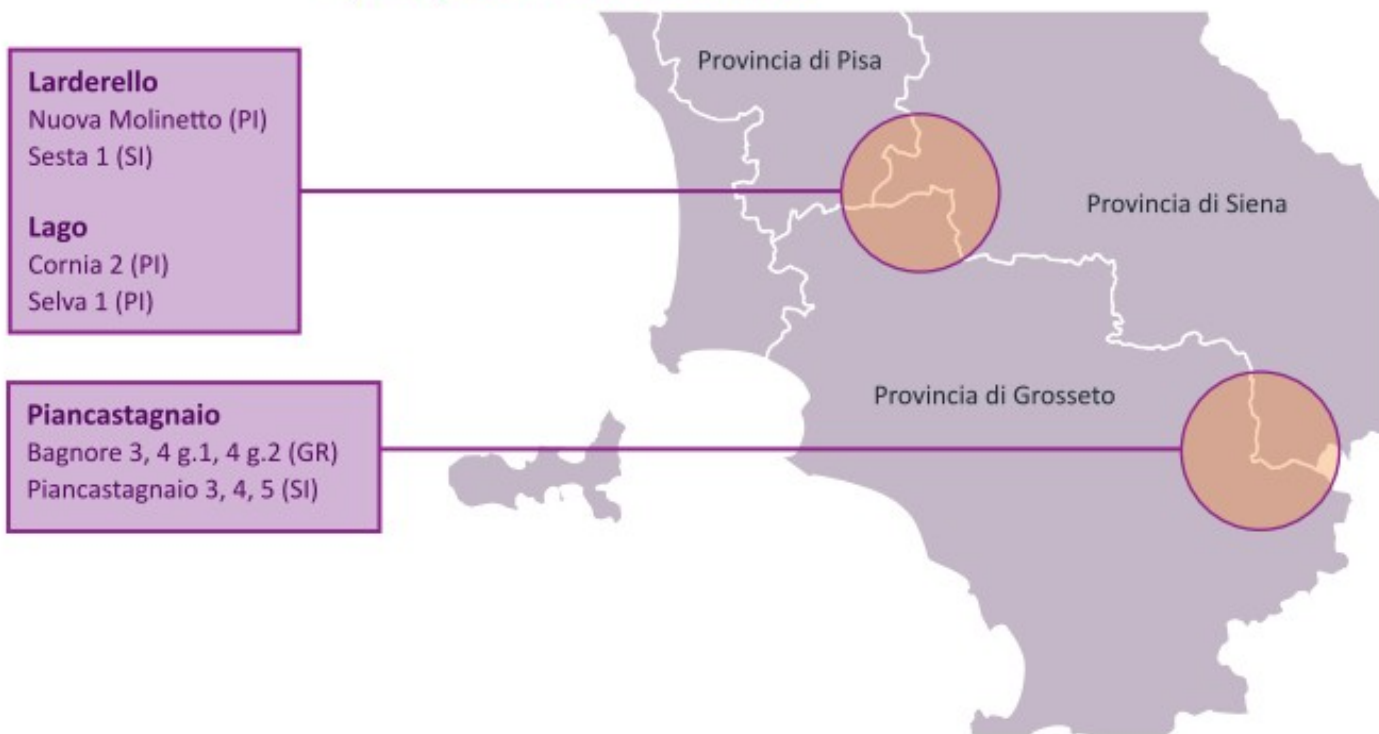 Larderello
Nuova Molinetto (PI)
Sesta 1 (SI)
Lago
Cornia 2 (PI)
Selva 1 (PI)
Piancastagnaio
Bagnore 3, 4 g.1, 4 g.2 (GR)
Piancastagnaio 3, 4, 5 (SI)
Provincia di Pisa
Provincia di Siena
Provincia di Grosseto